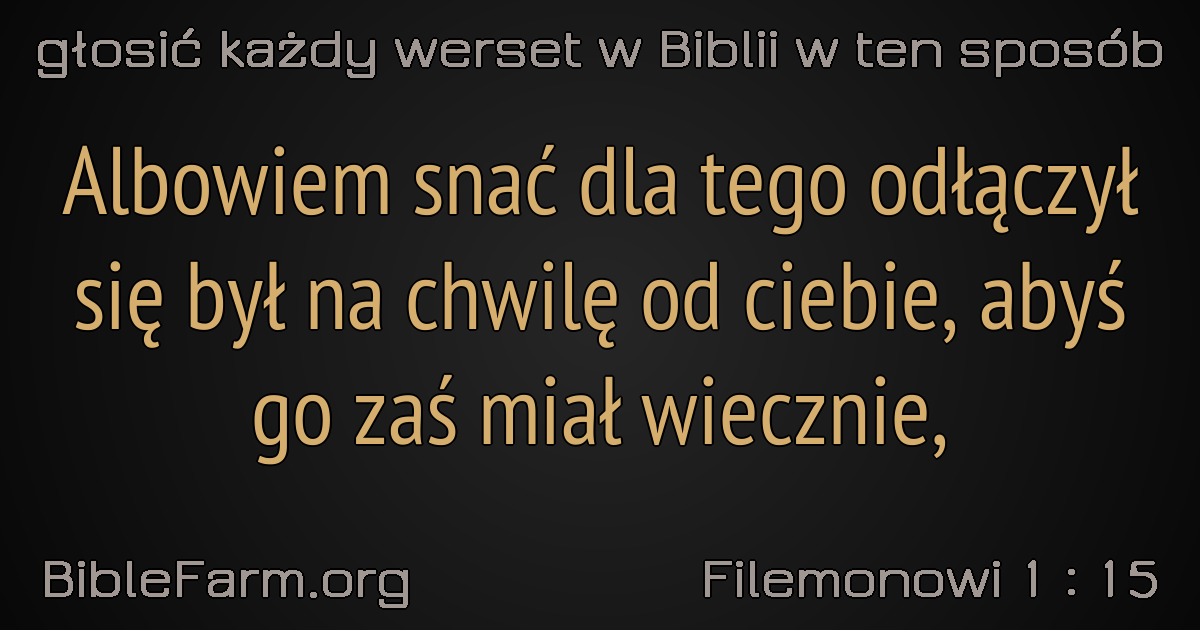 głosić każdy werset w Biblii w ten sposób
Albowiem snać dla tego odłączył
się był na chwilę od ciebie, abyś
go zaś miał wiecznie,
BibleFarm.org
Filemonowi 1 : 15